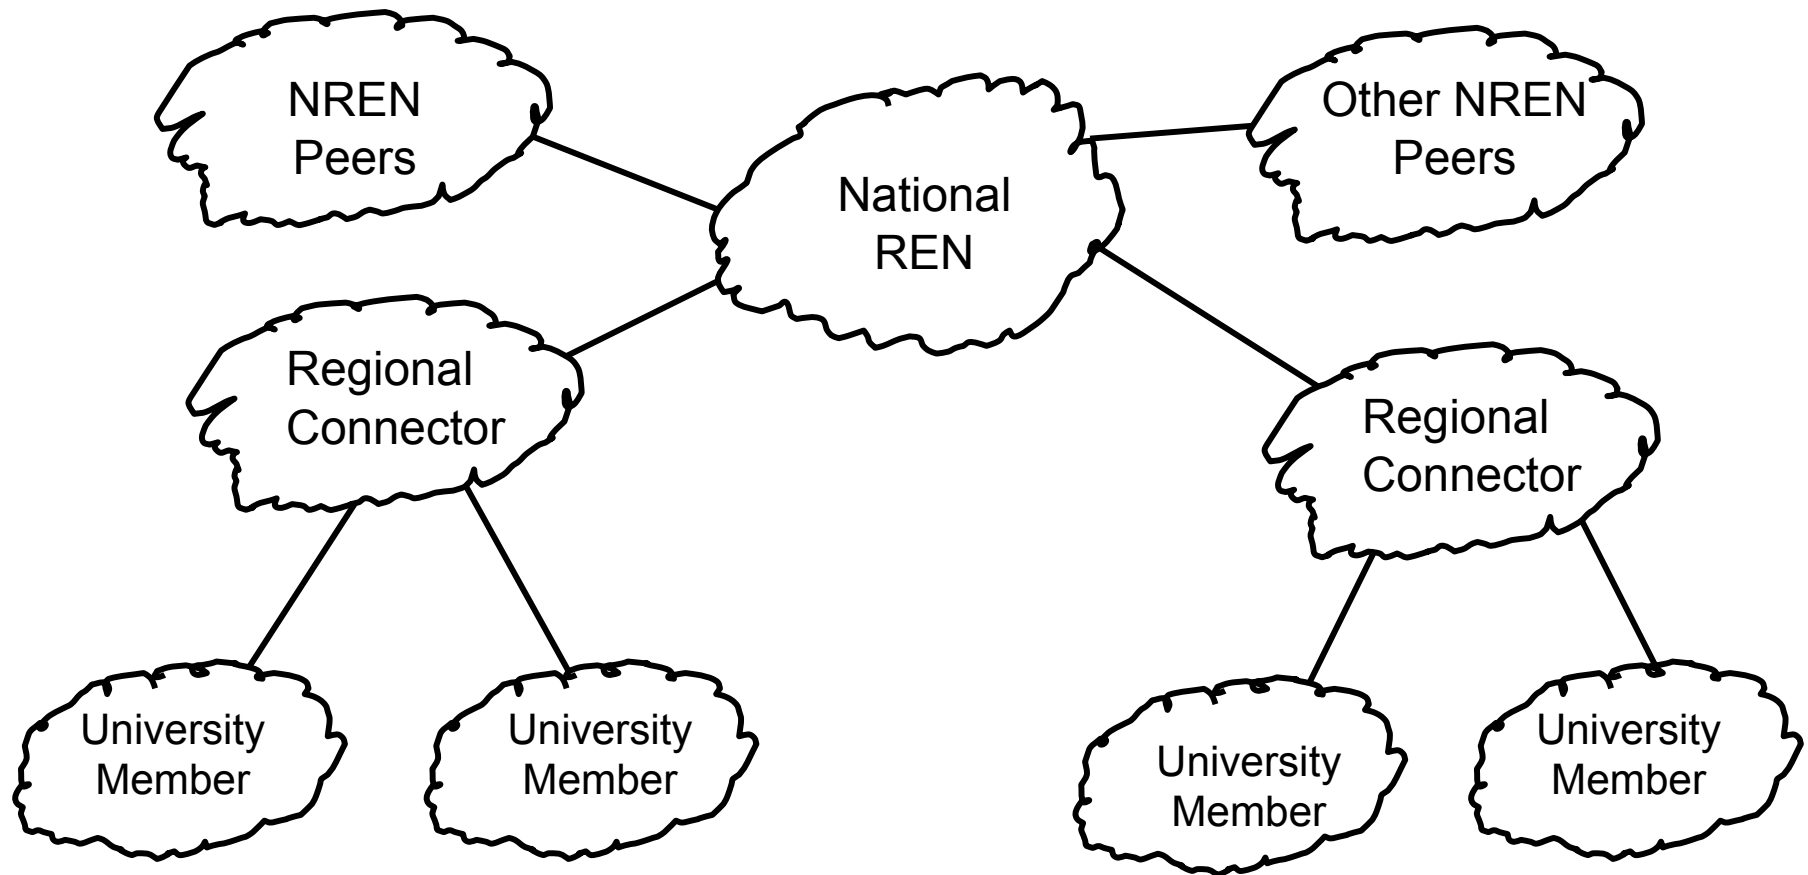 NREN
Peers
Other NREN
Peers
National
REN
Regional
Connector
Regional
Connector
University
Member
University
Member
University
Member
University
Member